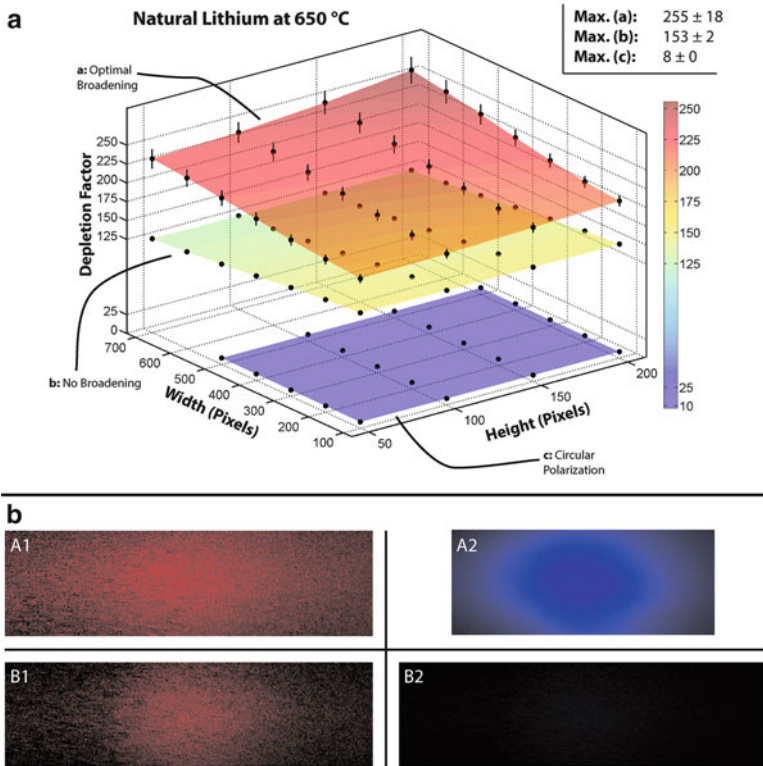 a
Natural Lithium at 650 °C
Max. (a): 255 ± 18
Max. (b): 153 ± 2
Max. (c): 8 ± 0
a: Optimal
Broadening
Depletion Factor
250
225
200
175
150
125
25
0
250
225
200
175
150
125
25
10
b: No Broadening
700
600
500
400
300
200
100
Width (Pixels)
50
100
150
200
Height (Pixels)
c: Circular
Polarization
b
A1
A2
B1
B2